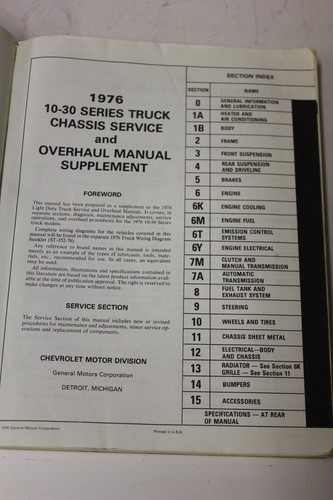 1976
10-30 SERIES TRUCK
CHASSIS SERVICE
and
OVERHAUL MANUAL
SUPPLEMENT
FOREWORD
This manual has been prepared as a supplement to the 1974
Light Duty Truck Service and Overhaul Manuals. It covers, in
separate sections, diagnosis, maintenance adjustments, service
operations, and overhaul procedures for the 1976 10-30 Series
truck models.
Complete wiring diagrams for the vehicles covered in this
manual will be found in the separate 1976 Truck Wiring Diagram
Booklet (ST-352-76).
Any reference to brand names in this manual is intended
merely as an example of the types of lubricants, tools, mate-
rials, etc., recommended for use. In all cases, an equivalent
may be used.
All information, illustrations and specifications contained in
this literature are based on the latest product information avail-
able at the time of publication approval. The right is reserved to
make changes at any time without notice.
SERVICE SECTION
The Service Section of this manual includes new or revised
procedures for maintenance and adjustments, minor service op-
erations and replacement of components.
CHEVROLET MOTOR DIVISION
General Motors Corporation
DETROIT, MICHIGAN
General Motors Corporation
Printed in U.S.A.
SECTION INDEX
SECTION NAME
0 GENERAL INFORMATION
AND LUBRICATION
1A HEATER AND
AIR CONDITIONING
1B BODY
2 FRAME
3 FRONT SUSPENSION
4 REAR SUSPENSION
AND DRIVELINE
5 BRAKES
6 ENGINE
6K ENGINE COOLING
6M ENGINE FUEL
6T EMISSION CONTROL
SYSTEMS
6Y ENGINE ELECTRICAL
7M CLUTCH AND
MANUAL TRANSMISSION
7A AUTOMATIC
TRANSMISSION
8 FUEL TANK AND
EXHAUST SYSTEM
9 STEERING
10 WHEELS AND TIRES
11 CHASSIS SHEET METAL
12 ELECTRICAL—BODY
AND CHASSIS
13 RADIATOR — See Section 6K
GRILLE — See Section 11
14 BUMPERS
15 ACCESSORIES
SPECIFICATIONS — AT REAR
OF MANUAL